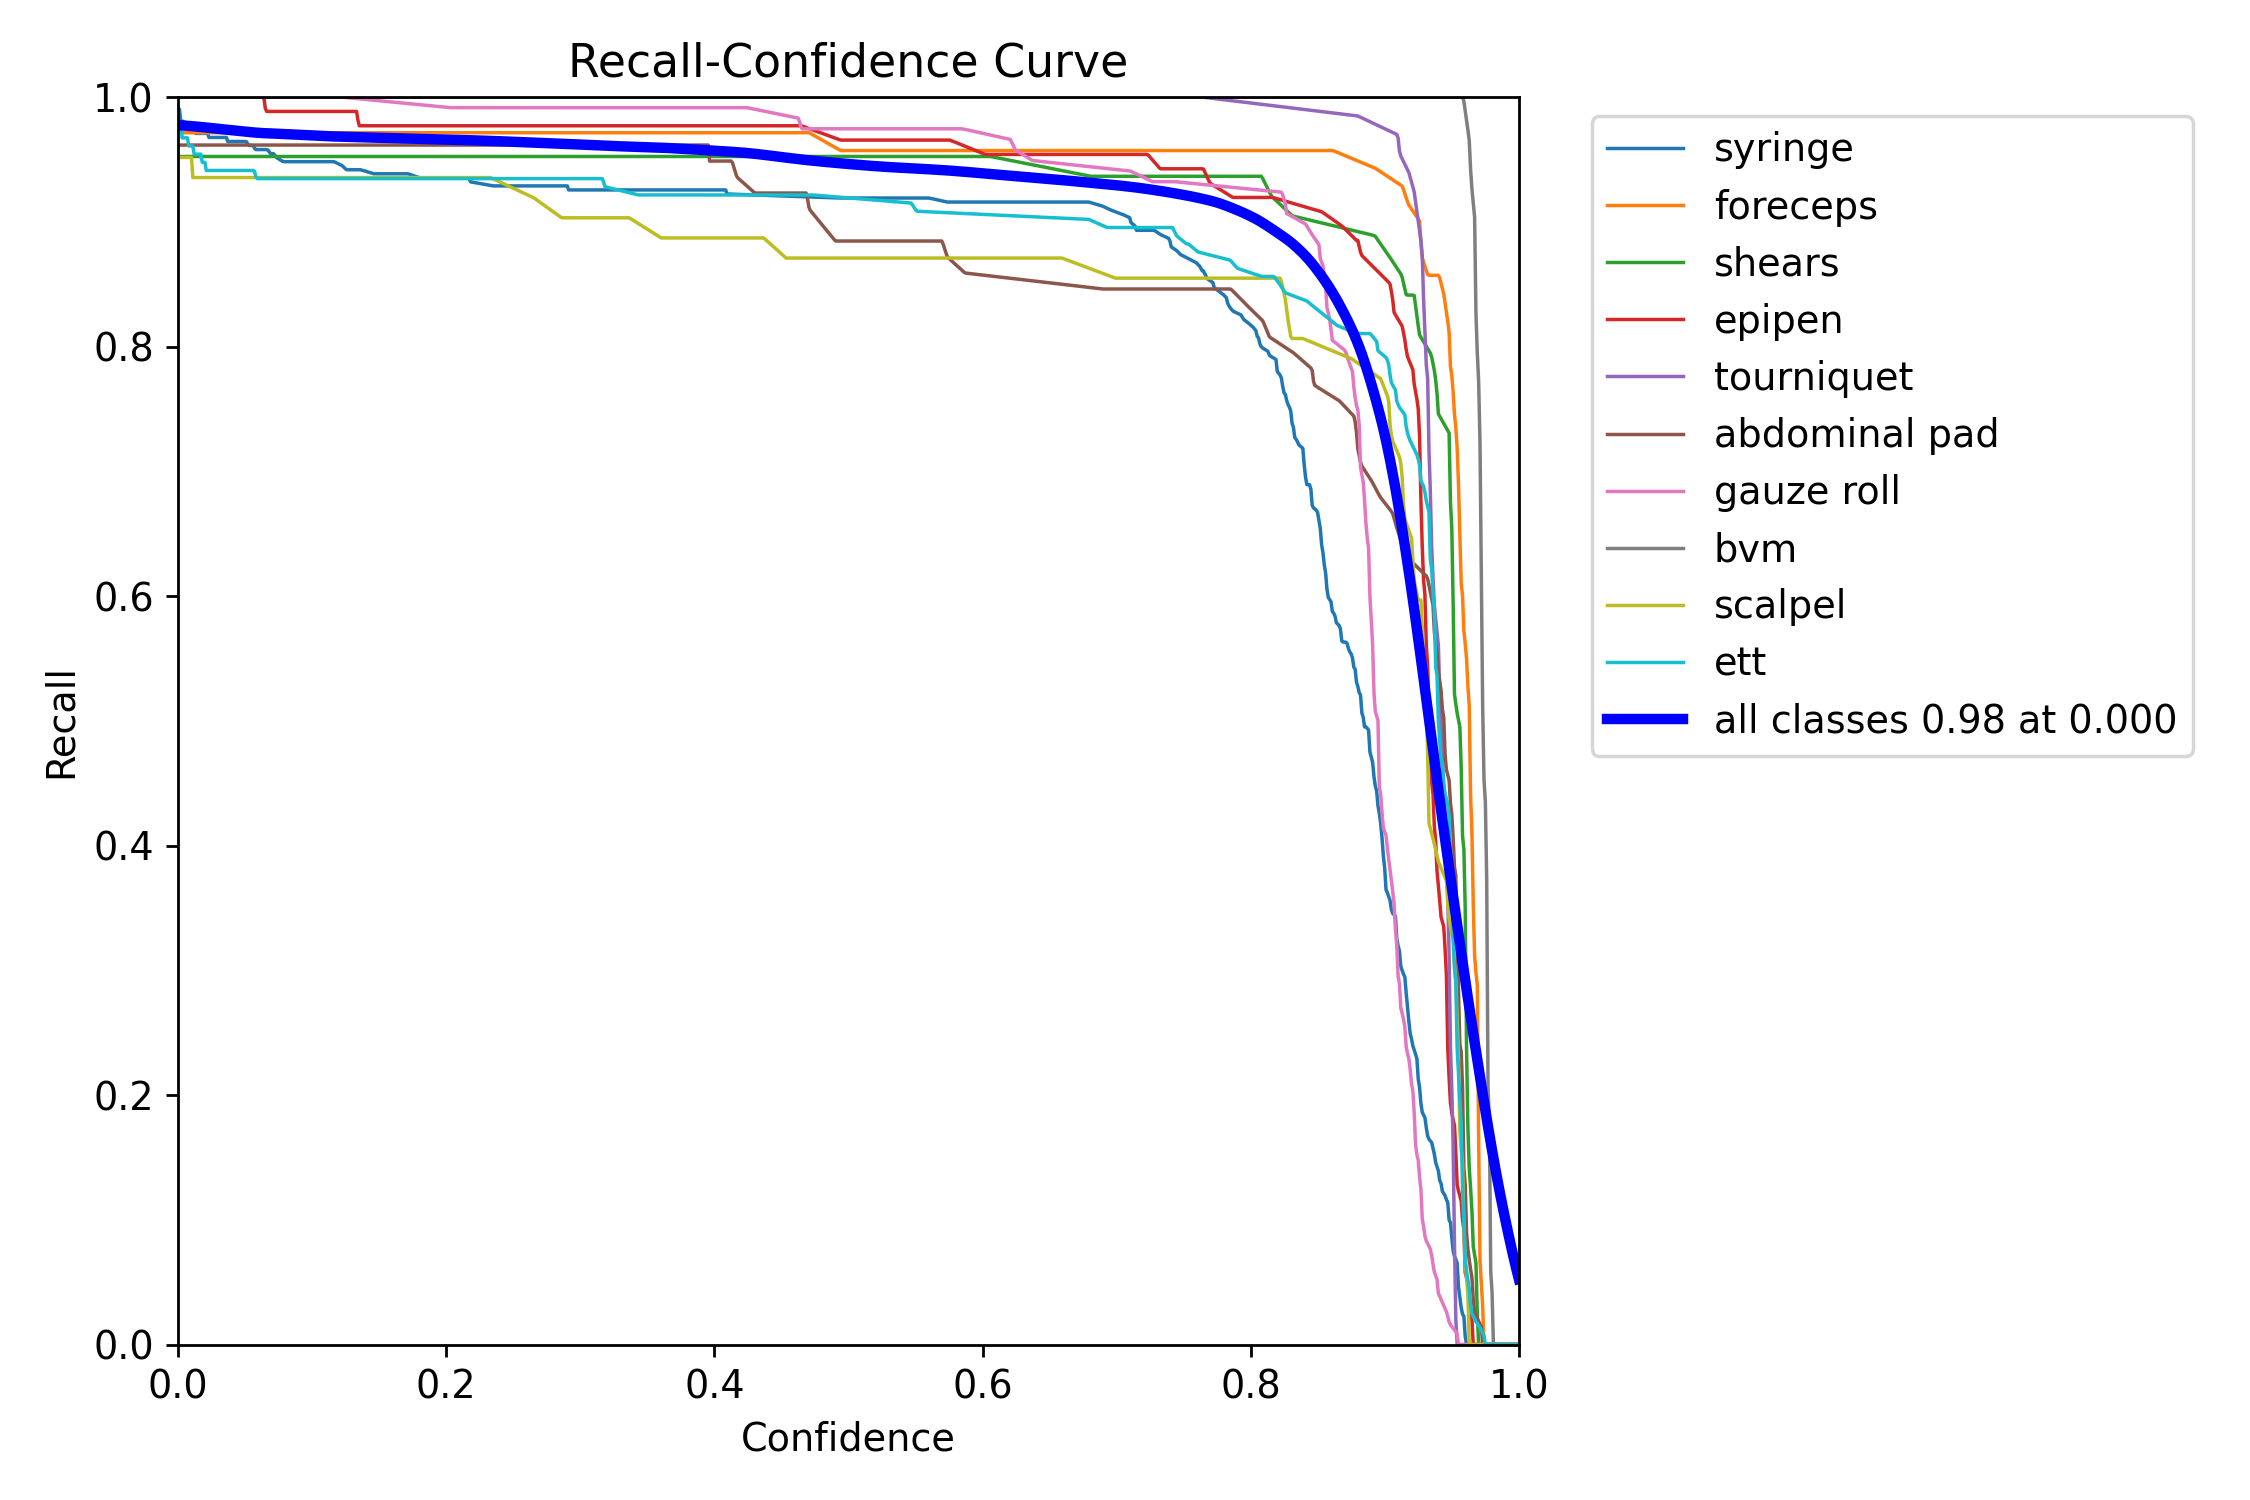 Recall-Confidence Curve
1.0
0.8
0.6
0.4
0.2
0.0
Recall
0.0 0.2 0.4 0.6 0.8 1.0
Confidence
syringe
foreceps
shears
epipen
tourniquet
abdominal pad
gauze roll
bvm
scalpel
ett
all classes 0.98 at 0.000